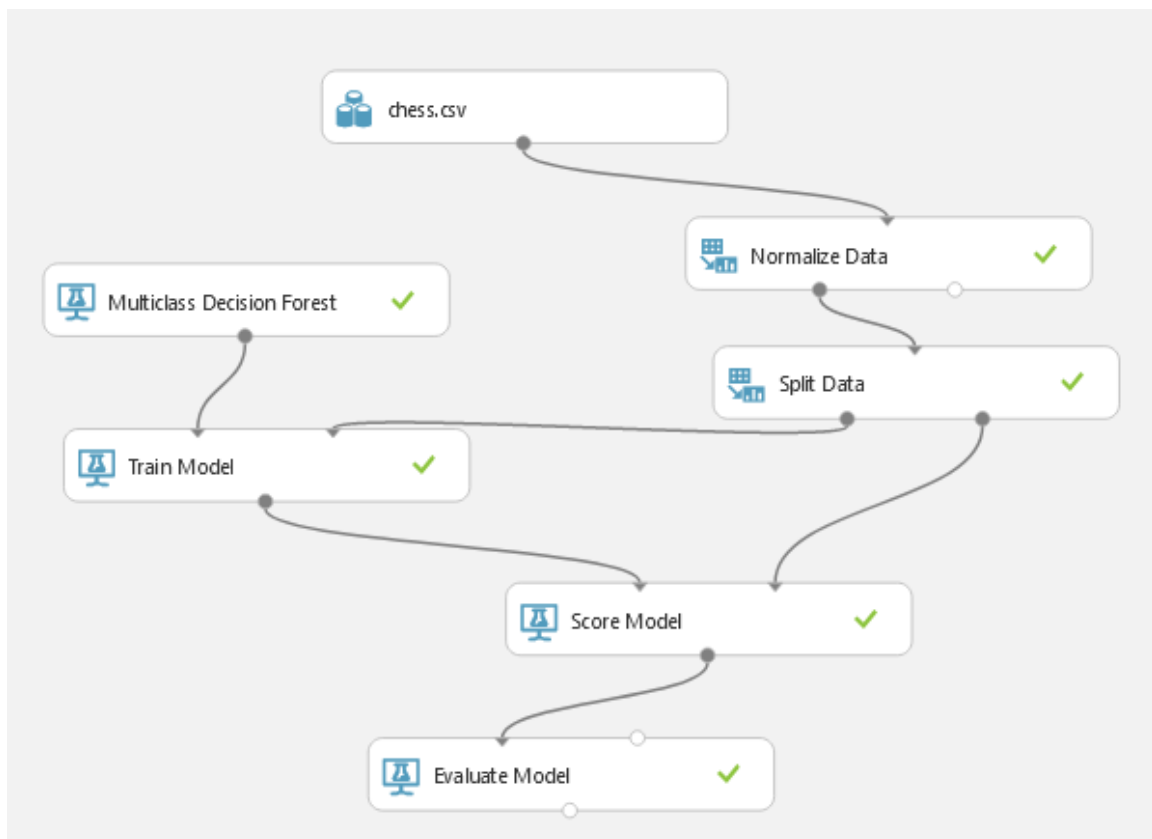 chess.csv
Normalize Data
Multiclass Decision Forest
Split Data
Train Model
Score Model
Evaluate Model